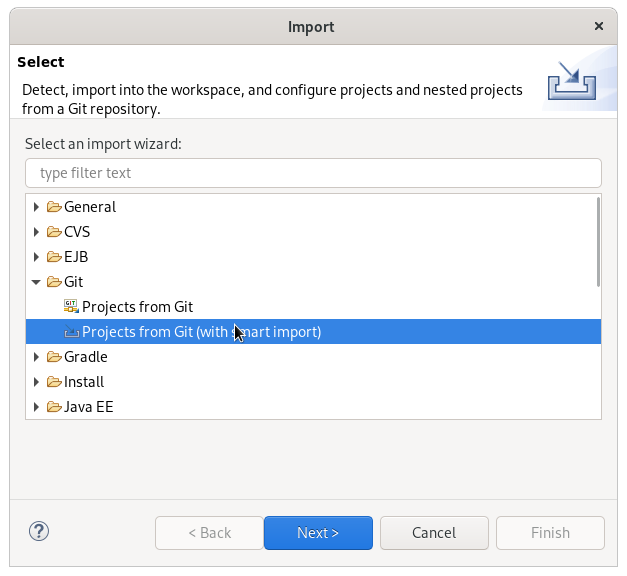 Import
Select
Detect, import into the workspace, and configure projects and nested projects
from a Git repository.
Select an import wizard:
type filter text
General
CVS
EJB
Git
GIT
Projects from Git
Projects from Git (with smart import)
Gradle
Install
Java EE
?
< Back
Next >
Cancel
Finish